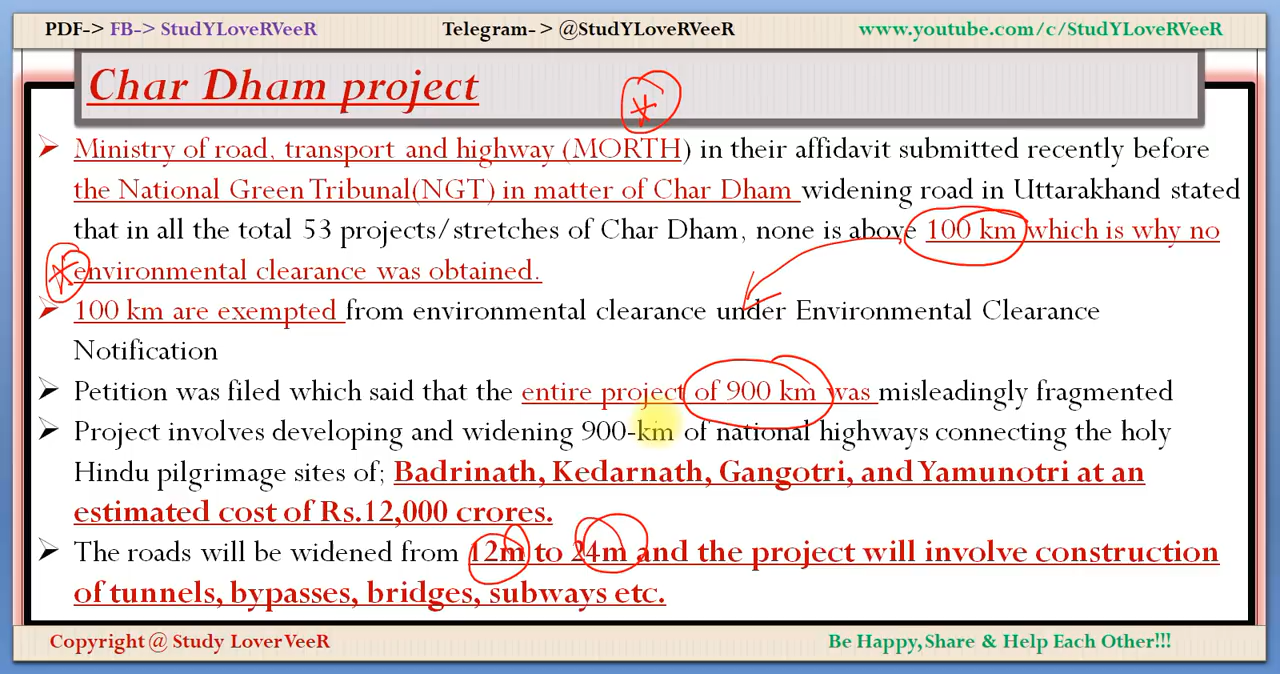 PDF-> FB-> StudYLoveRVeeR Telegram- > @StudYLoveRVeeR www.youtube.com/c/StudYLoveRVeeR
Char Dham project
Ministry of road, transport and highway (MORTH) in their affidavit submitted recently before
the National Green Tribunal(NGT) in matter of Char Dham widening road in Uttarakhand stated
that in all the total 53 projects/stretches of Char Dham, none is above 100 km which is why no
environmental clearance was obtained.
100 km are exempted from environmental clearance under Environmental Clearance
Notification
Petition was filed which said that the entire project of 900 km was misleadingly fragmented
Project involves developing and widening 900-km of national highways connecting the holy
Hindu pilgrimage sites of; Badrinath, Kedarnath, Gangotri, and Yamunotri at an
estimated cost of Rs.12,000 crores.
The roads will be widened from 12m to 24m and the project will involve construction
of tunnels, bypasses, bridges, subways etc.
Copyright @ Study LoverVeeR Be Happy, Share & Help Each Other!!!